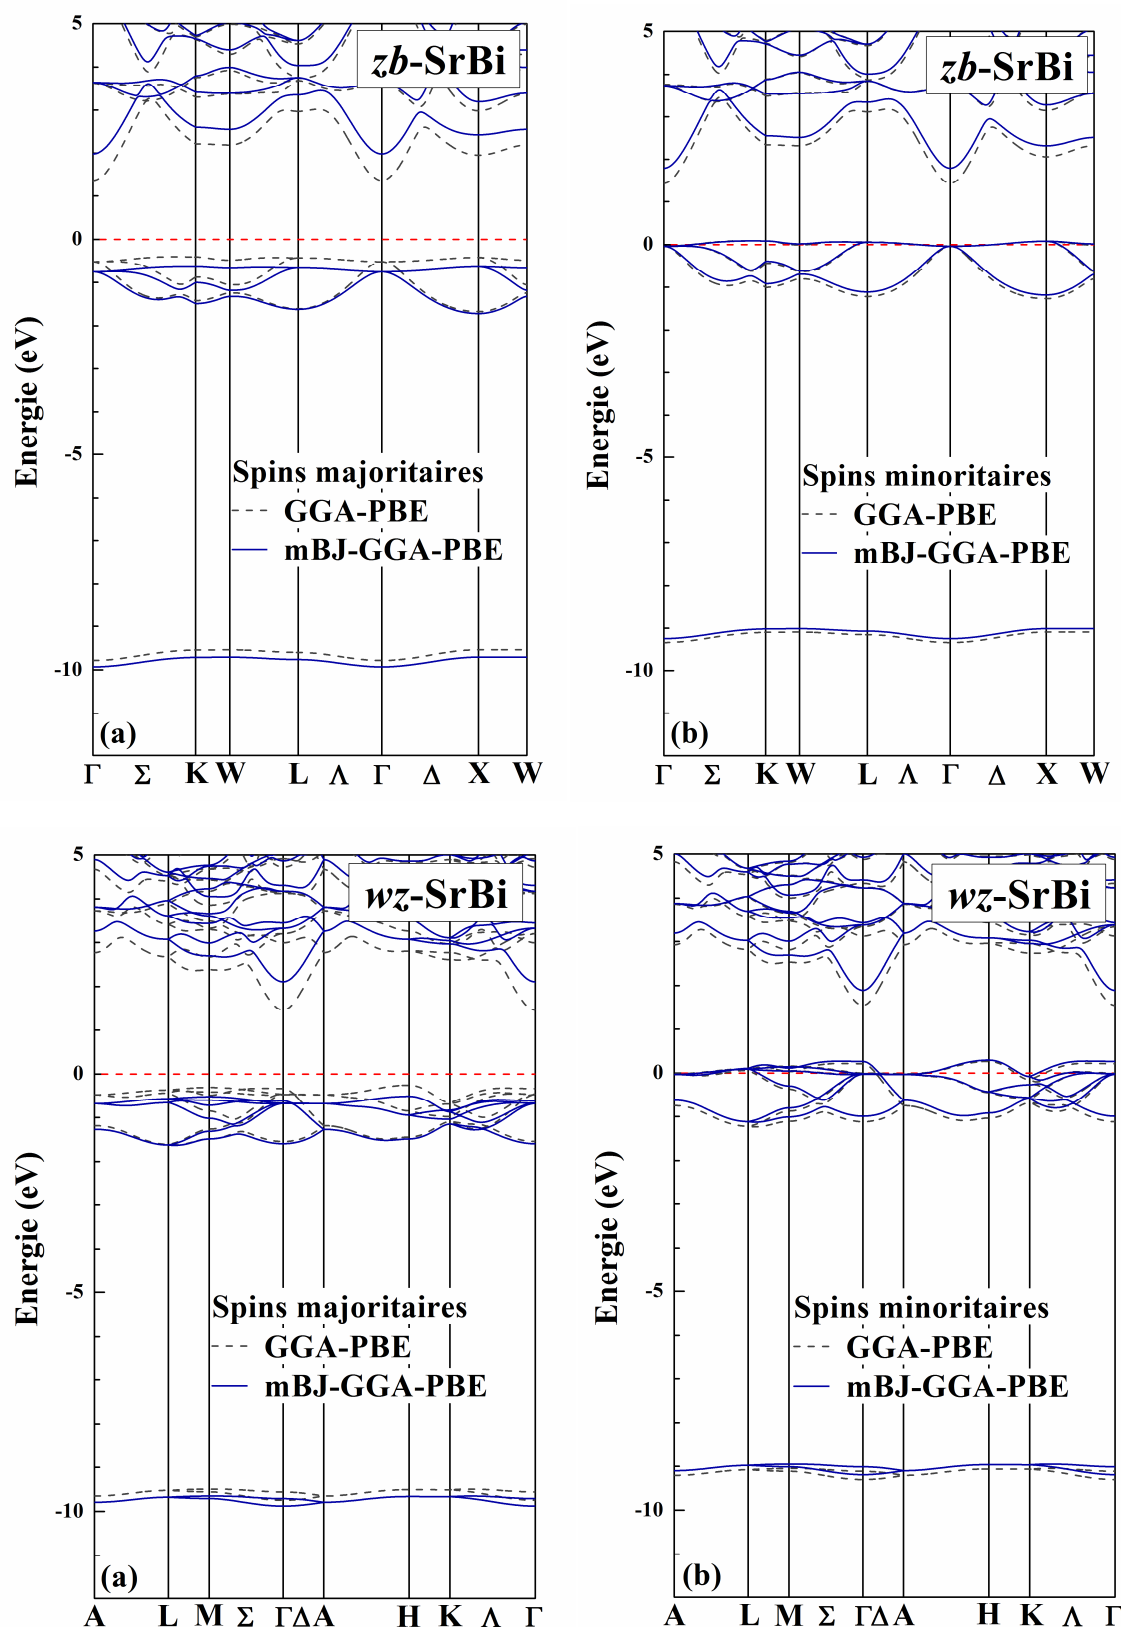 5
0
-5
-10
Energie (eV)
zb-SrBi
Spins majoritaires
GGA-PBE
mBJ-GGA-PBE
(a)
Γ Σ K W L Λ Γ Δ X W
5
0
-5
-10
Energie (eV)
zb-SrBi
Spins minoritaires
GGA-PBE
mBJ-GGA-PBE
(b)
Γ Σ K W L Λ Γ Δ X W
5
0
-5
-10
Energie (eV)
wz-SrBi
Spins majoritaires
GGA-PBE
mBJ-GGA-PBE
(a)
A L M Σ Γ Δ A H K Λ Γ
5
0
-5
-10
Energie (eV)
wz-SrBi
Spins minoritaires
GGA-PBE
mBJ-GGA-PBE
(b)
A L M Σ Γ Δ A H K Λ Γ